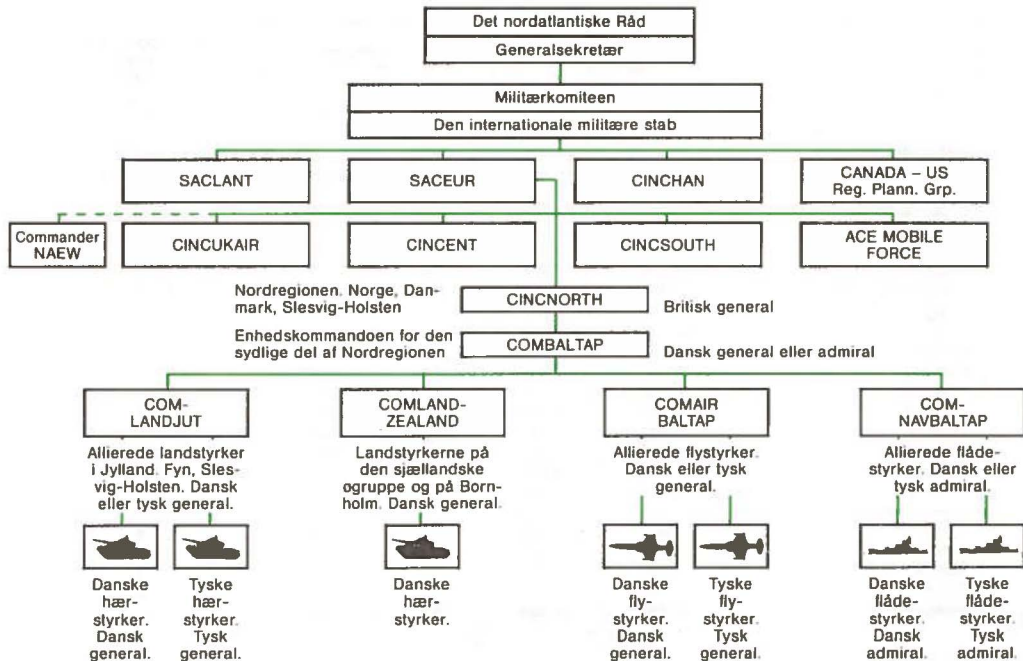 Det nordatlantiske Råd
Generalsekretær
Militærkomiteen
Den internationale militære stab
SACLANT
SACEUR
CINCHAN
CANADA – US
Reg. Plann. Grp.
Commander
NAEW
CINCUKAIR
CINCENT
CINCSOUTH
ACE MOBILE
FORCE
Nordregionen. Norge, Dan-
mark, Slesvig-Holsten
CINCNORTH
Britisk general
Enhedskommandoen for den
sydlige del af Nordregionen
COMBALTAP
Dansk general eller admiral
COM-
LANDJUT
Allierede landstyrker
i Jylland. Fyn, Sles-
vig-Holsten. Dansk
eller tysk general.
COMLAND-
ZEALAND
Landstyrkerne på
den sjællandske
øgruppe og på Born-
holm. Dansk general.
COMAIR
BALTAP
Allierede flystyrker.
Dansk eller tysk
general.
COM-
NAVBALTAP
Allierede flåde-
styrker. Dansk eller
tysk admiral.
Danske
hær-
styrker.
Dansk
general.
Tyske
hær-
styrker.
Tysk
general.
Danske
hær-
styrker.
Danske
fly-
styrker.
Dansk
general.
Tyske
fly-
styrker.
Tysk
general.
Danske
flåde-
styrker.
Dansk
admiral.
Tyske
flåde-
styrker.
Tysk
admiral.